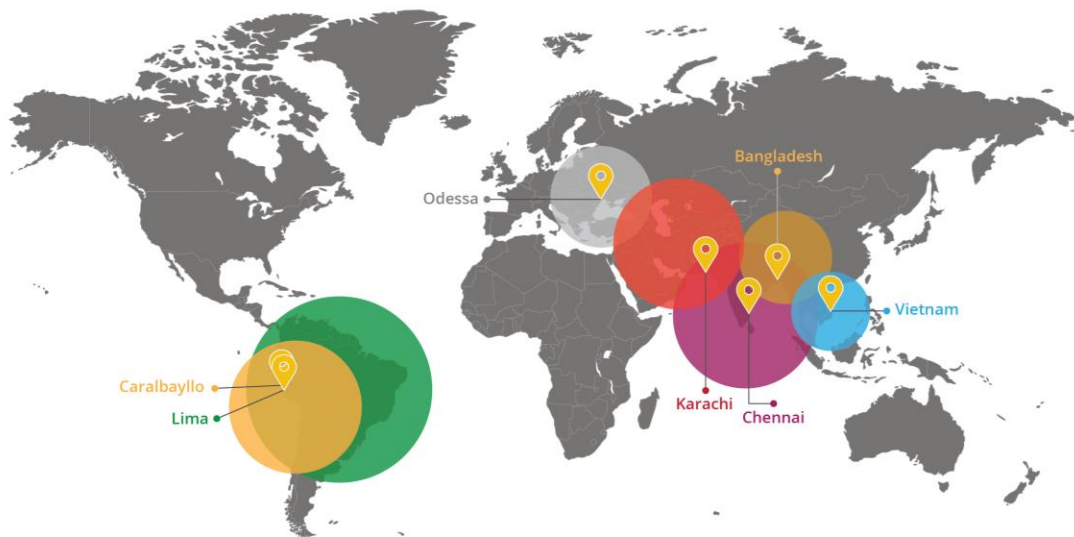 Bangladesh
Odessa
Vietnam
Caralbayllo
Karachi
Lima
Chennai